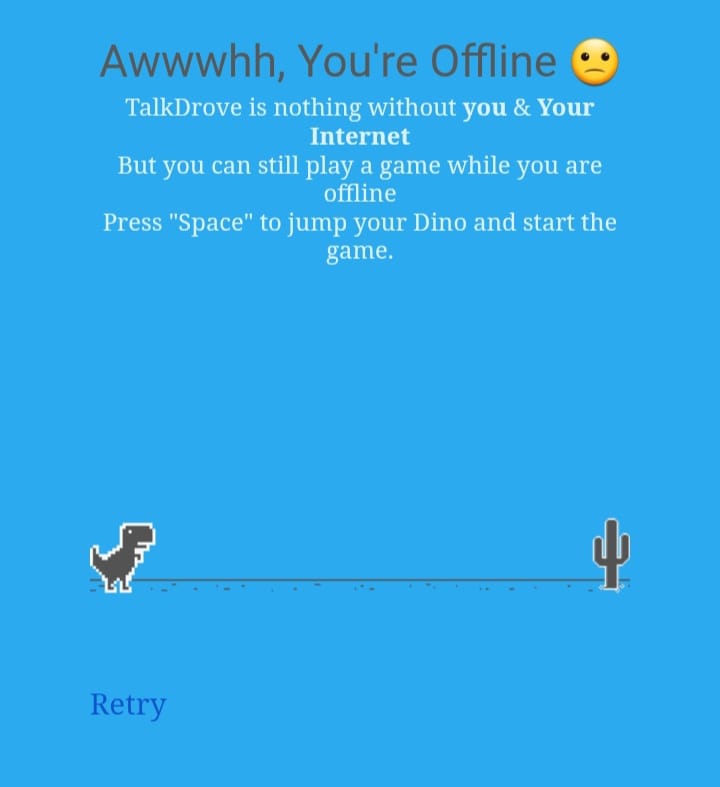 Awwwhh, You're Offline 😕
TalkDrove is nothing without you & Your
Internet
But you can still play a game while you are
offline
Press "Space" to jump your Dino and start the
game.
Retry